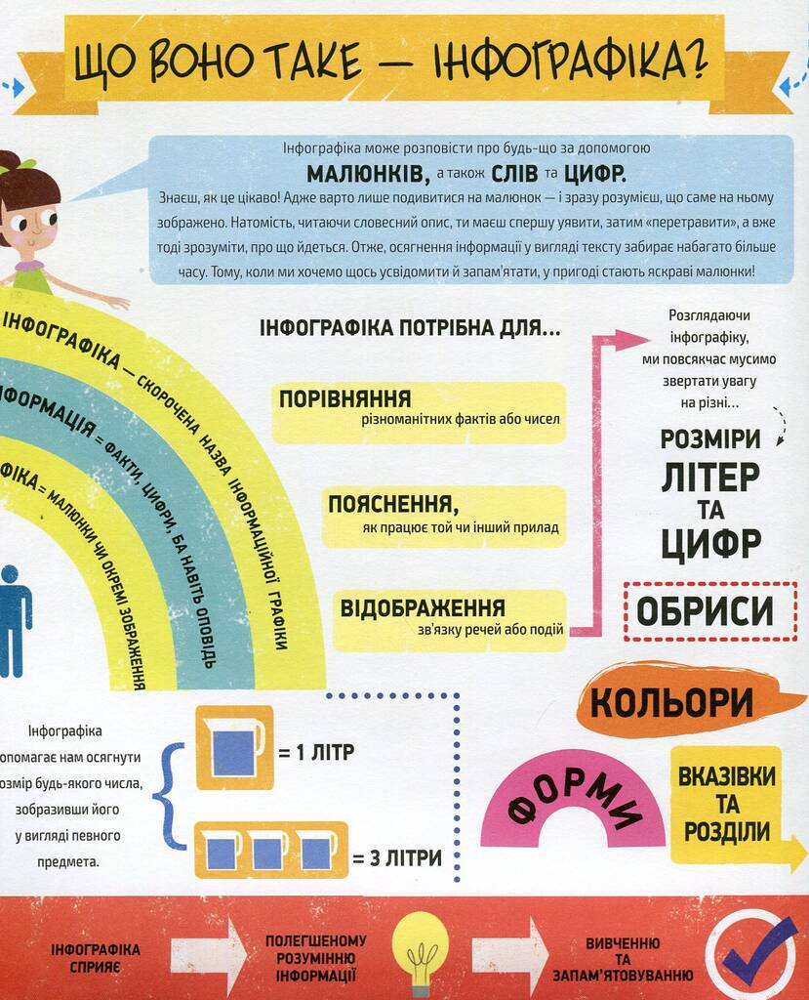 ЩО ВОНО ТАКЕ — ІНФОГРАФІКА?
Інфографіка може розповісти про будь-що за допомогою
МАЛЮНКІВ, а також СЛІВ та ЦИФР.
Знаєш, як це цікаво! Адже варто лише подивитися на малюнок — і зразу розумієш, що саме на ньому
зображено. Натомість, читаючи словесний опис, ти маєш спершу уявити, затим «перетравити», а вже
тоді зрозуміти, про що йдеться. Отже, осягнення інформації у вигляді тексту забирає набагато більше
часу. Тому, коли ми хочемо щось усвідомити й запам'ятати, у пригоді стають яскраві малюнки!
ІНФОГРАФІКА — СКОРОЧЕНА НАЗВА ІНФОРМАЦІЙНОЇ ГРАФІКИ
НФОРМАЦІЯ = ФАКТИ, ЦИФРИ, БА НАВІТЬ ОПОВІДЬ
ФІКА = МАЛЮНКИ ЧИ ОКРЕМІ ЗОБРАЖЕННЯ
ІНФОГРАФІКА ПОТРІБНА ДЛЯ...
ПОРІВНЯННЯ
різноманітних фактів або чисел
ПОЯСНЕННЯ,
як працює той чи інший прилад
ВІДОБРАЖЕННЯ
зв'язку речей або подій
Розглядаючи
інфографіку,
ми повсякчас мусимо
звертати увагу
на різні...
РОЗМІРИ
ЛІТЕР
ТА
ЦИФР
ОБРИСИ
КОЛЬОРИ
ФОРМИ
ВКАЗІВКИ
ТА
РОЗДІЛИ
Інфографіка
опомагає нам осягнути
озмір будь-якого числа,
зобразивши його
у вигляді певного
предмета.
= 1 ЛІТР
= 3 ЛІТРИ
ІНФОГРАФІКА
СПРИЯЄ
ПОЛЕГШЕНОМУ
РОЗУМІННЮ
ІНФОРМАЦІЇ
ВИВЧЕННЮ
ТА
ЗАПАМ'ЯТОВУВАННЮ